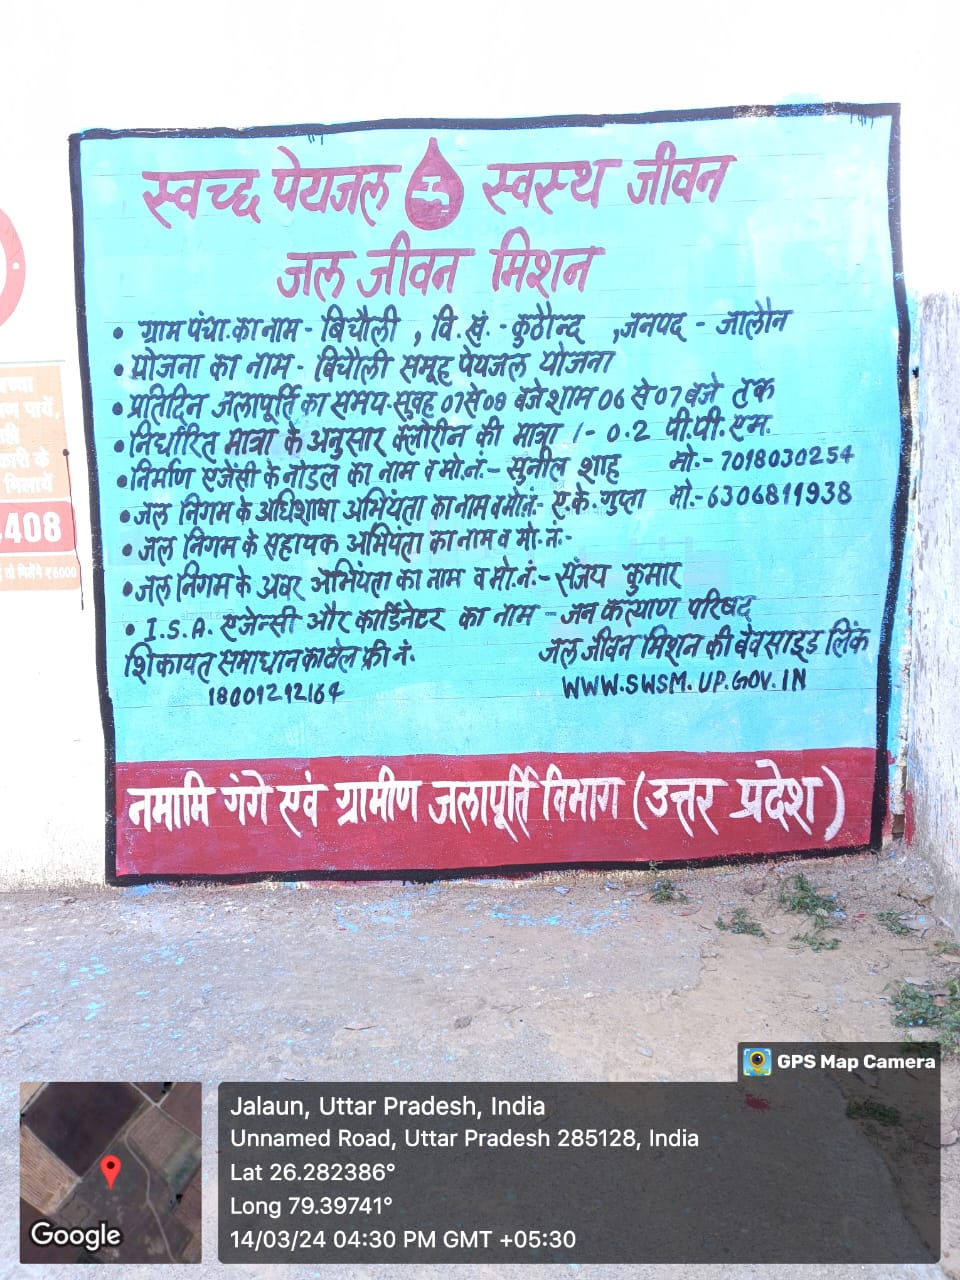 स्वच्छ पेयजल स्वस्थ जीवन
जल जीवन मिशन
• ग्राम पंचा. का नाम - बिचौली , वि. खं. - कुठौन्द , जनपद - जालौन
• योजना का नाम - बिचौली समूह पेयजल योजना
• प्रतिदिन जलापूर्ति का समय - सुबह 07 से 09 बजे शाम 06 से 07 बजे तक
• निर्धारित मात्रा के अनुसार क्लोरीन की मात्रा :- 0.2 पी.पी.एम.
• निर्माण एजेंसी के नोडल का नाम व मो.नं:- सुनील शाह मो.- 7018030254
• जल निगम के अधिशाषा अभियंता का नाम व मो.नं:- ए.के. गुप्ता मो.- 6306811938
• जल निगम के सहायक अभियंता का नाम व मो. नं:-
• जल निगम के अवर अभियंता का नाम व मो.नं:- संजय कुमार
• I.S.A. एजेन्सी और कार्डिनेटर का नाम - जन कल्याण परिषद
शिकायत समाधान का टोल फ्री नं. जल जीवन मिशन की वेवसाइड लिंक
18001212164 WWW.SWSM.UP.GOV.IN
नमामि गंगे एवं ग्रामीण जलापूर्ति विभाग (उत्तर प्रदेश)
ण पायें,
कारी के
मिलाये
4408
तो मिलेंगे ₹6000
GPS Map Camera
Jalaun, Uttar Pradesh, India
Unnamed Road, Uttar Pradesh 285128, India
Lat 26.282386°
Long 79.39741°
14/03/24 04:30 PM GMT +05:30
Google